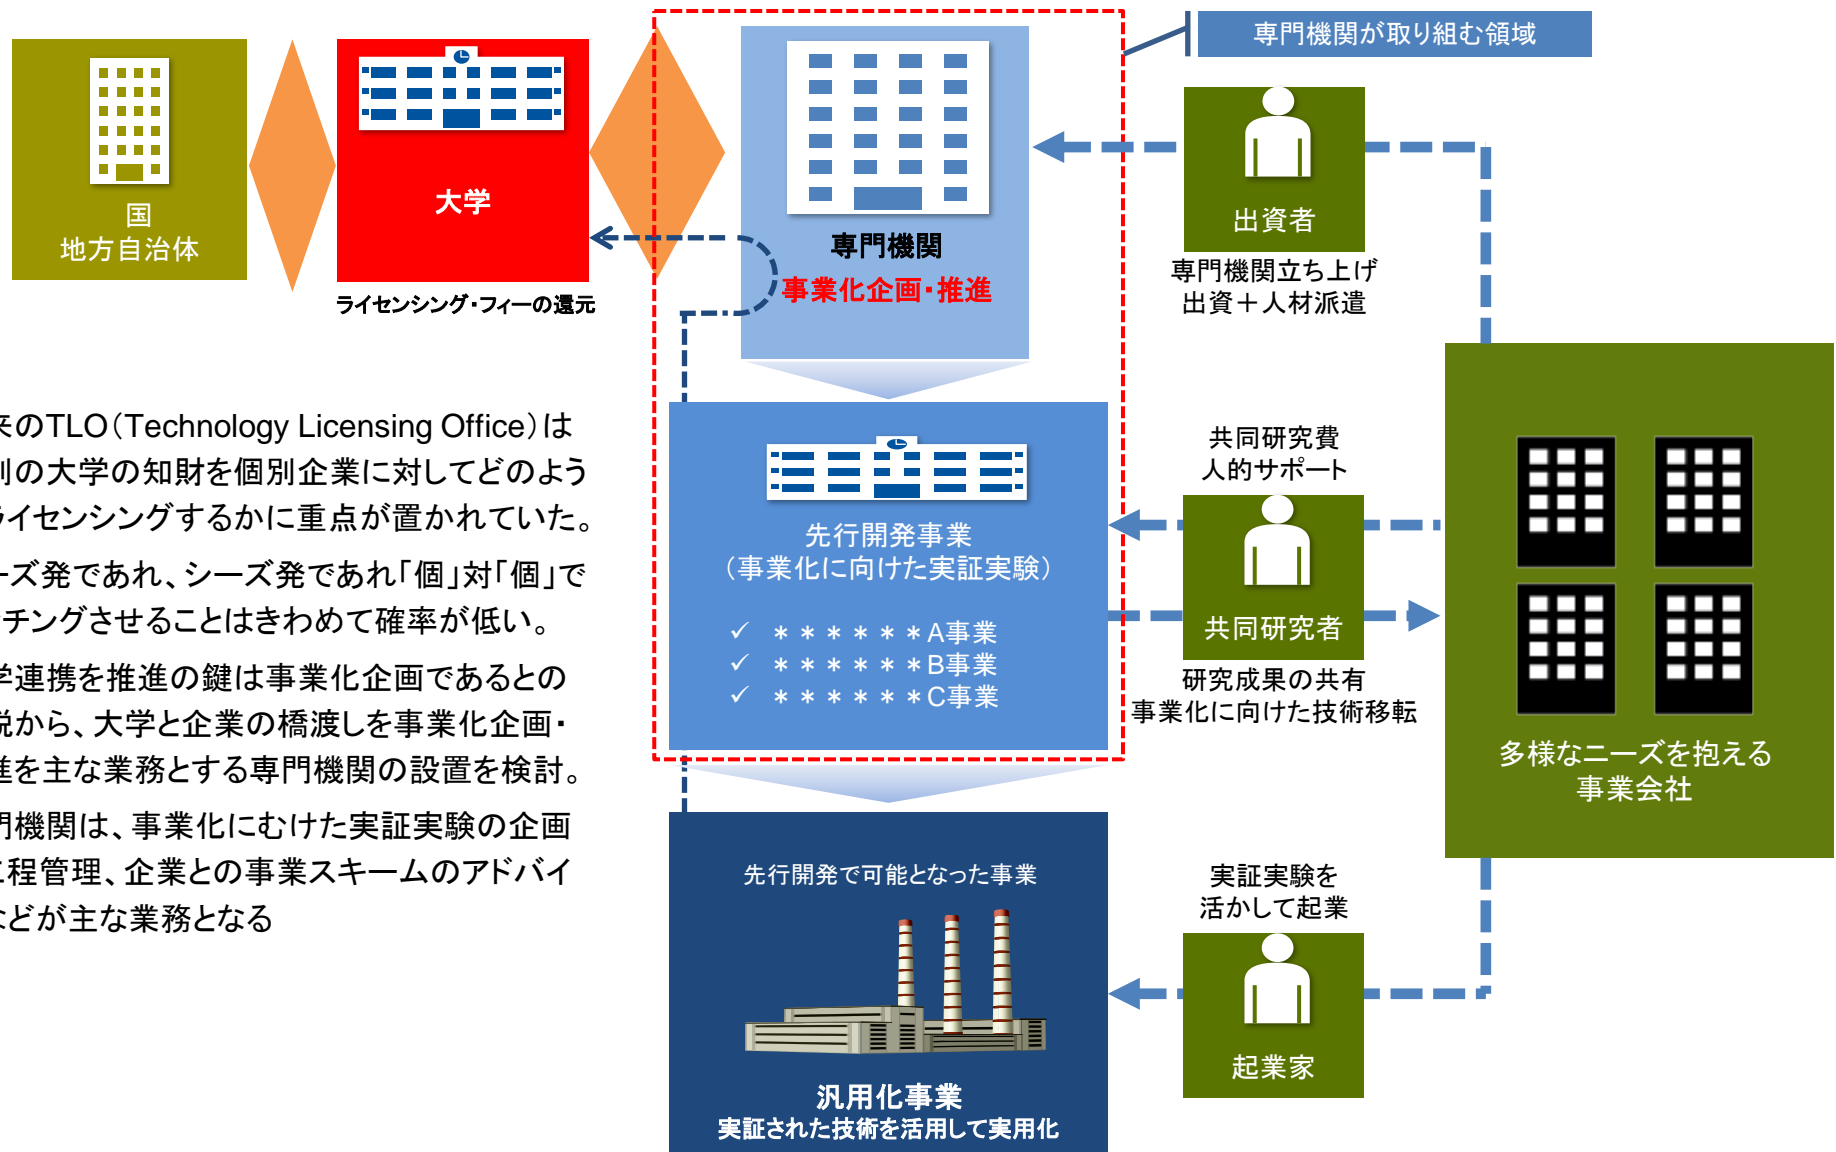 専門機関が取り組む領域
国
地方自治体
大学
ライセンシング・フィーの還元
専門機関
事業化企画・推進
出資者
専門機関立ち上げ
出資＋人材派遣
来のTLO（Technology Licensing Office）は
別の大学の知財を個別企業に対してどのよう
ライセンシングするかに重点が置かれていた。
ーズ発であれ、シーズ発であれ「個」対「個」で
ッチングさせることはきわめて確率が低い。
学連携を推進の鍵は事業化企画であるとの
説から、大学と企業の橋渡しを事業化企画・
進を主な業務とする専門機関の設置を検討。
門機関は、事業化にむけた実証実験の企画
工程管理、企業との事業スキームのアドバイ
などが主な業務となる
先行開発事業
（事業化に向けた実証実験）
✓ ＊＊＊＊＊＊A事業
✓ ＊＊＊＊＊＊B事業
✓ ＊＊＊＊＊＊C事業
共同研究費
人的サポート
共同研究者
研究成果の共有
事業化に向けた技術移転
多様なニーズを抱える
事業会社
先行開発で可能となった事業
汎用化事業
実証された技術を活用して実用化
実証実験を
活かして起業
起業家